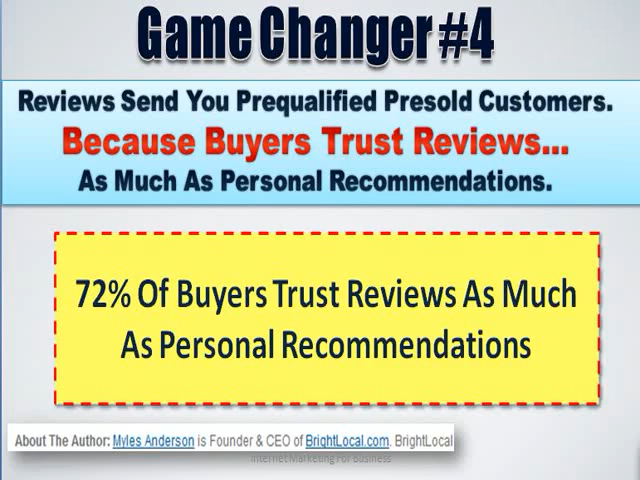 Game Changer #4
Reviews Send You Prequalified Presold Customers.
Because Buyers Trust Reviews...
As Much As Personal Recommendations.
72% Of Buyers Trust Reviews As Much
As Personal Recommendations
About The Author: Myles Anderson is Founder & CEO of BrightLocal.com. BrightLocal
Internet Marketing For Business